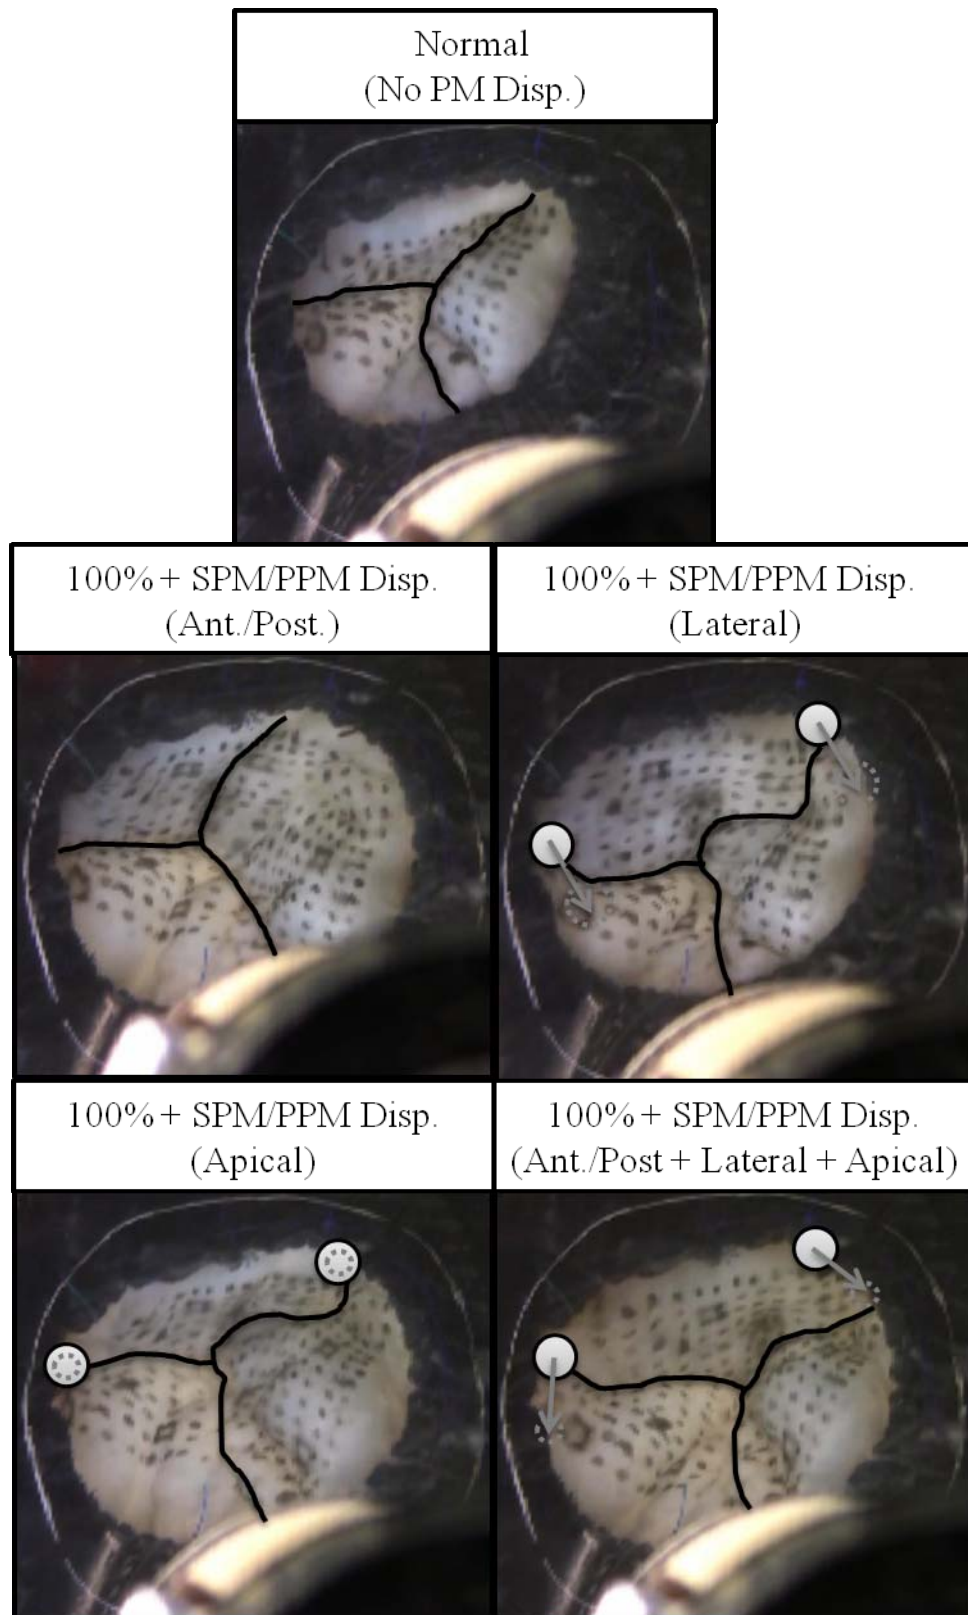 Normal
(No PM Disp.)
100% + SPM/PPM Disp.
(Ant./Post.)
100% + SPM/PPM Disp.
(Lateral)
100% + SPM/PPM Disp.
(Apical)
100% + SPM/PPM Disp.
(Ant./Post + Lateral + Apical)